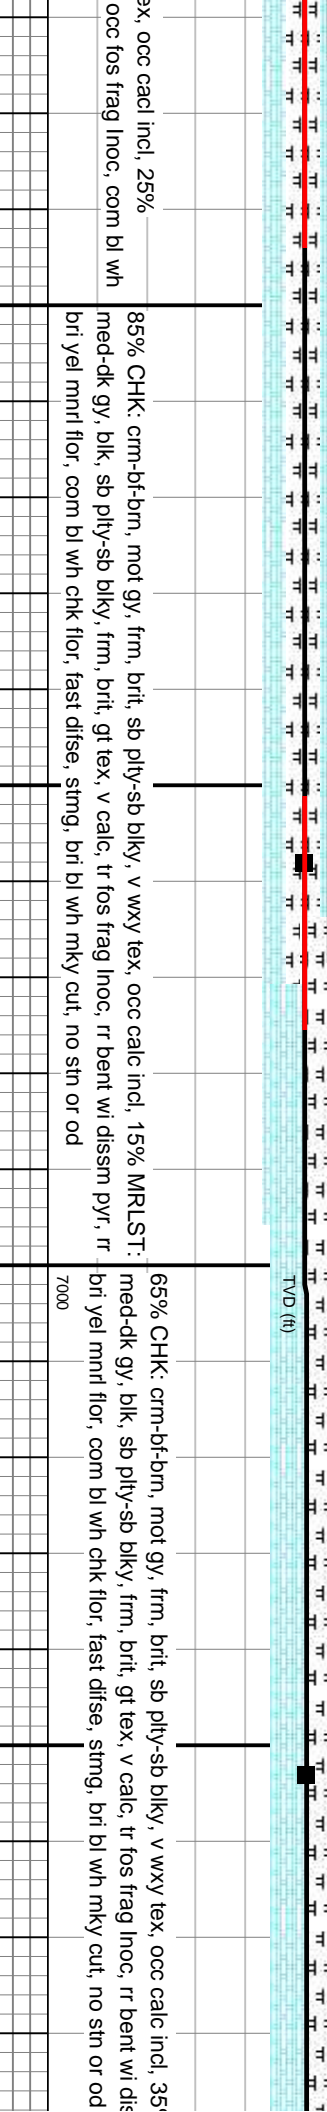 ex, occ cacl incl, 25%
occ fos frag Inoc, com bl wh
85% CHK: crm-bf-brn, mot gy, frm, brit, sb plty-sb blky, v wxy tex, occ calc incl, 15% MRLST:
med-dk gy, blk, sb plty-sb blky, frm, brit, gt tex, v calc, tr fos frag Inoc, rr bent wi dissm pyr, rr
bri yel mnrl flor, com bl wh chk flor, fast difse, stmg, bri bl wh mky cut, no stn or od
TVD (ft)
65% CHK: crm-bf-brn, mot gy, frm, brit, sb plty-sb blky, v wxy tex, occ calc incl, 35%
med-dk gy, blk, sb plty-sb blky, frm, brit, gt tex, v calc, tr fos frag Inoc, rr bent wi dis
bri yel mnrl flor, com bl wh chk flor, fast difse, stmg, bri bl wh mky cut, no stn or od
7000